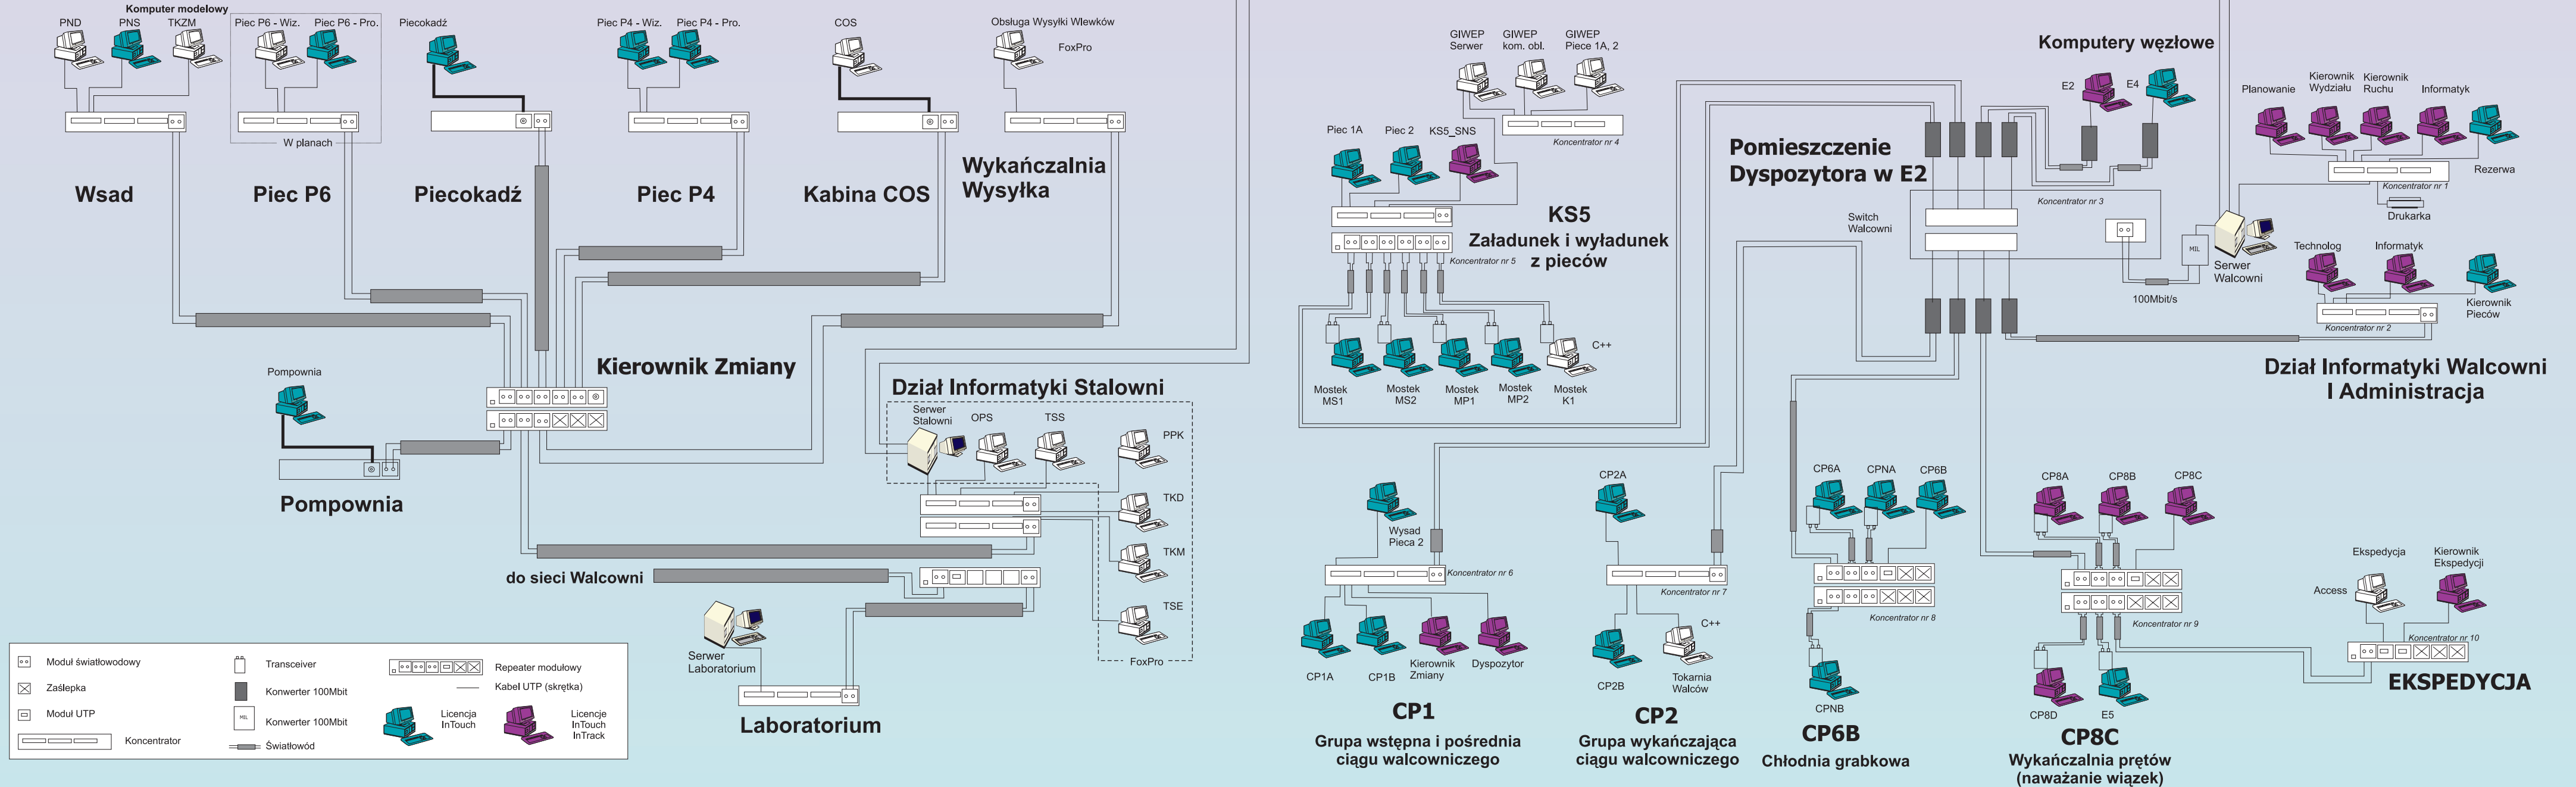 Komputer modelowy
PND
PNS
TKZM
Piec P6 - Wiz.
Piec P6 - Pro.
Piecokadź
Piec P4 - Wiz.
Piec P4 - Pro.
COS
Obsługa Wysyłki Wlewków
FoxPro
W planach
Wsad
Piec P6
Piecokadź
Piec P4
Kabina COS
Wykańczalnia
Wysyłka
Kierownik Zmiany
Pompownia
Pompownia
Dział Informatyki Stalowni
Serwer
Stalowni
OPS
TSS
PPK
TKD
TKM
TSE
FoxPro
do sieci Walcowni
Serwer
Laboratorium
Laboratorium
Moduł światłowodowy
Zaślepka
Moduł UTP
Koncentrator
Transceiver
Konwerter 100Mbit
MIL
Konwerter 100Mbit
Światłowód
Repeater modułowy
Kabel UTP (skrętka)
Licencja
InTouch
Licencje
InTouch
InTrack
GIWEP
Serwer
GIWEP
kom. obl.
GIWEP
Piece 1A, 2
Koncentrator nr 4
Piec 1A
Piec 2
KS5_SNS
KS5
Załadunek i wyładunek
z pieców
Koncentrator nr 5
Mostek
MS1
Mostek
MS2
Mostek
MP1
Mostek
MP2
Mostek
K1
C++
Pomieszczenie
Dyspozytora w E2
Switch
Walcowni
Koncentrator nr 3
Komputery węzłowe
E2
E4
MIL
100Mbit/s
Serwer
Walcowni
Planowanie
Kierownik
Wydziału
Kierownik
Ruchu
Informatyk
Rezerwa
Koncentrator nr 1
Drukarka
Technolog
Informatyk
Kierownik
Pieców
Koncentrator nr 2
Dział Informatyki Walcowni
I Administracja
Wysad
Pieca 2
Koncentrator nr 6
CP1A
CP1B
Kierownik
Zmiany
Dyspozytor
CP1
Grupa wstępna i pośrednia
ciągu walcowniczego
CP2A
Koncentrator nr 7
CP2B
C++
Tokarnia
Walców
CP2
Grupa wykańczająca
ciągu walcowniczego
CP6A
CPNA
CP6B
Koncentrator nr 8
CPNB
CP6B
Chłodnia grabkowa
CP8A
CP8B
CP8C
Koncentrator nr 9
CP8D
E5
CP8C
Wykańczalnia prętów
(naważanie wiązek)
Ekspedycja
Kierownik
Ekspedycji
Access
Koncentrator nr 10
EKSPEDYCJA